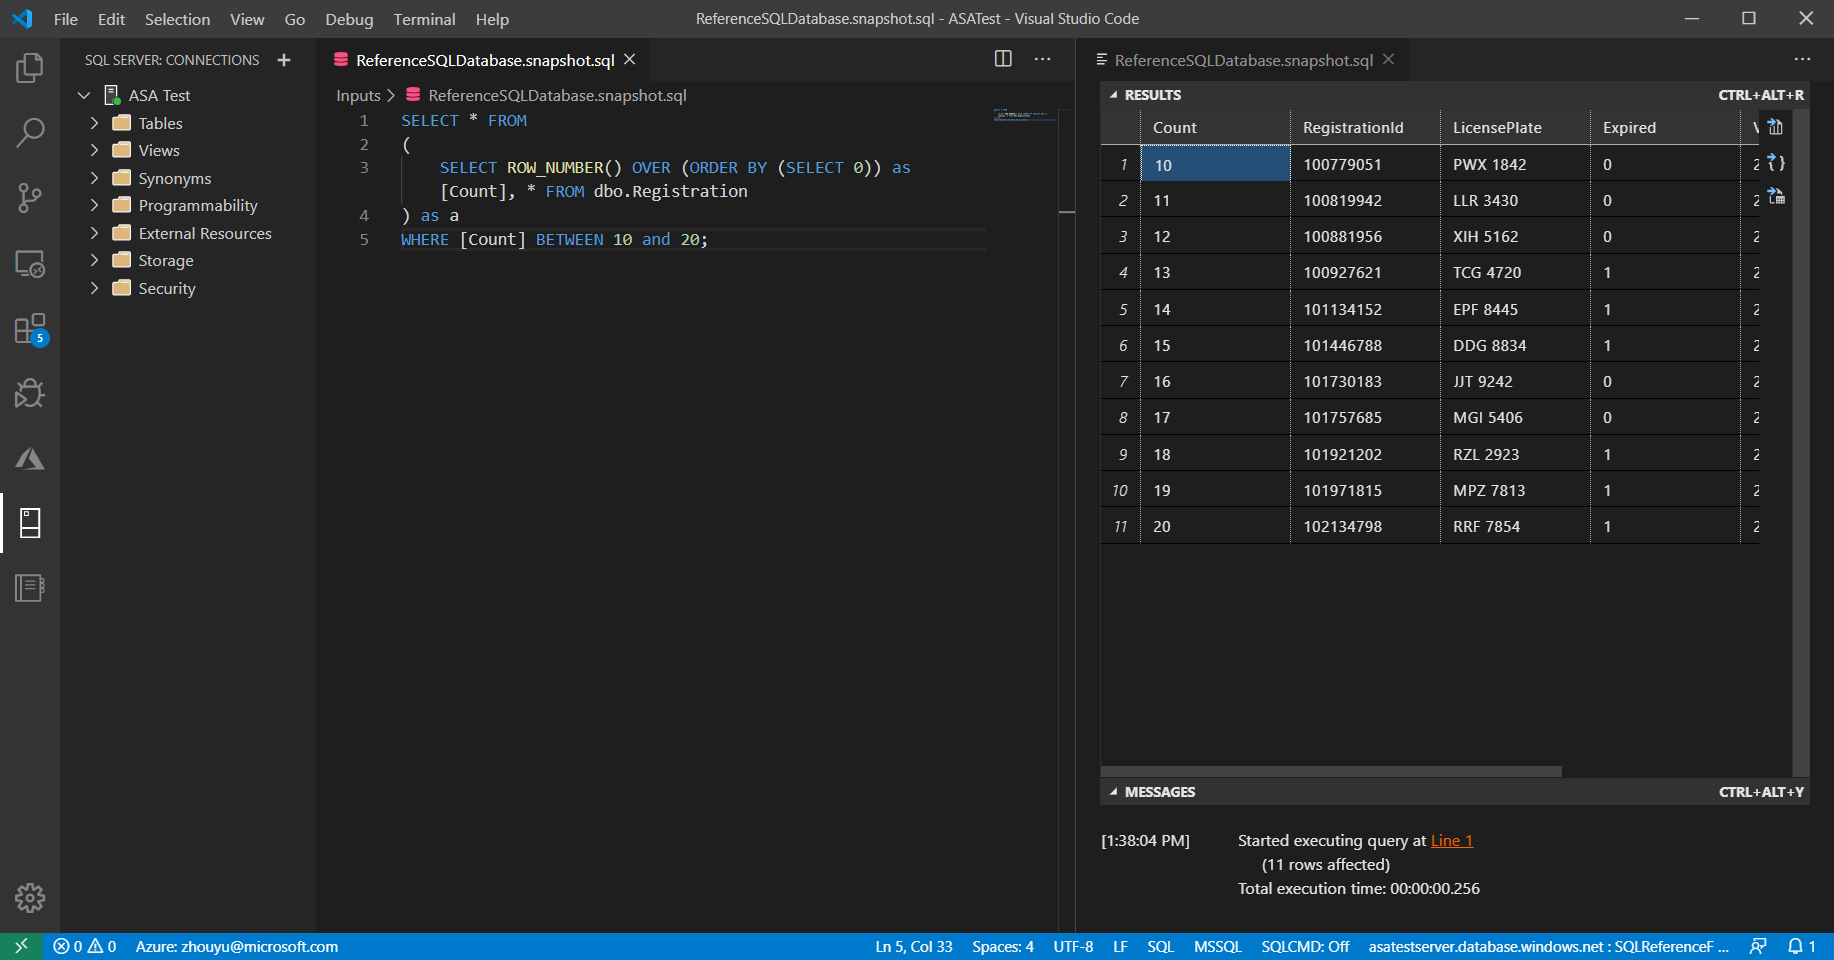 File Edit Selection View Go Debug Terminal Help
ReferenceSQLDatabase.snapshot.sql - ASATest - Visual Studio Code
SQL SERVER: CONNECTIONS
ASA Test
Tables
Views
Synonyms
Programmability
External Resources
Storage
Security
5
ReferenceSQLDatabase.snapshot.sql
Inputs > ReferenceSQLDatabase.snapshot.sql
1 SELECT * FROM
2 (
3 SELECT ROW_NUMBER() OVER (ORDER BY (SELECT 0)) as
[Count], * FROM dbo.Registration
4 ) as a
5 WHERE [Count] BETWEEN 10 and 20;
ReferenceSQLDatabase.snapshot.sql
RESULTS CTRL+ALT+R
Count RegistrationId LicensePlate Expired
1 10 100779051 PWX 1842 0 2
2 11 100819942 LLR 3430 0 2
3 12 100881956 XIH 5162 0 2
4 13 100927621 TCG 4720 1 2
5 14 101134152 EPF 8445 1 2
6 15 101446788 DDG 8834 1 2
7 16 101730183 JJT 9242 0 2
8 17 101757685 MGI 5406 0 2
9 18 101921202 RZL 2923 1 2
10 19 101971815 MPZ 7813 1 2
11 20 102134798 RRF 7854 1 2
MESSAGES CTRL+ALT+Y
[1:38:04 PM] Started executing query at Line 1
(11 rows affected)
Total execution time: 00:00:00.256
0 0 Azure: zhouyu@microsoft.com Ln 5, Col 33 Spaces: 4 UTF-8 LF SQL MSSQL SQLCMD: Off asatestserver.database.windows.net : SQLReferenceF ... 1